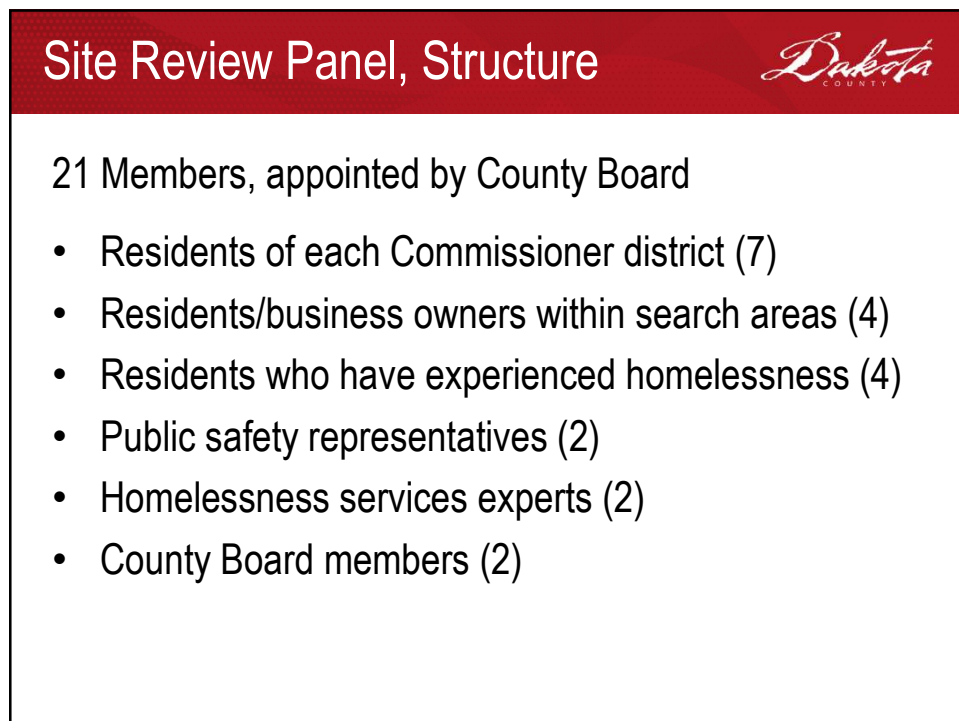 Site Review Panel, Structure
Dakota
COUNTY
21 Members, appointed by County Board
• Residents of each Commissioner district (7)
• Residents/business owners within search areas (4)
• Residents who have experienced homelessness (4)
• Public safety representatives (2)
• Homelessness services experts (2)
• County Board members (2)